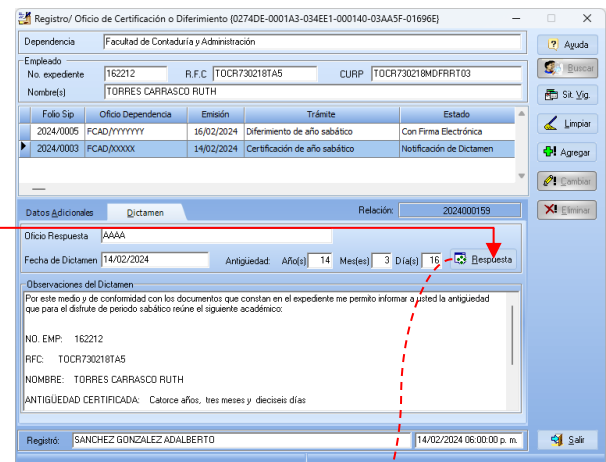 Registro/ Oficio de Certificación o Diferimiento {0274DE-0001A3-034EE1-000140-03AA5F-01696E}
Dependencia Facultad de Contaduría y Administración
Empleado
No. expediente 162212 R.F.C TOCR730218TA5 CURP TOCR730218MDFRRT03
Nombre(s) TORRES CARRASCO RUTH
Folio Sip Oficio Dependencia Emisión Trámite Estado
2024/0005 FCAD/YYYYYYY 16/02/2024 Diferimiento de año sabático Con Firma Electrónica
2024/0003 FCAD/XXXXX 14/02/2024 Certificación de año sabático Notificación de Dictamen
Datos Adicionales Dictamen Relación: 2024000159
Oficio Respuesta AAAA
Fecha de Dictamen 14/02/2024 Antigüedad: Año(s) 14 Mes(es) 3 Día(s) 16 Respuesta
Observaciones del Dictamen
Por este medio y de conformidad con los documentos que constan en el expediente me permito informar a usted la antigüedad
que para el disfrute de periodo sabático reúne el siguiente académico:
NO. EMP: 162212
RFC: TOCR730218TA5
NOMBRE: TORRES CARRASCO RUTH
ANTIGÜEDAD CERTIFICADA: Catorce años, tres meses y dieciseis días
Registró: SANCHEZ GONZALEZ ADALBERTO 14/02/2024 06:00:00 p. m.
Ayuda
Buscar
Sit. Vig.
Limpiar
Agregar
Cambiar
Eliminar
Salir